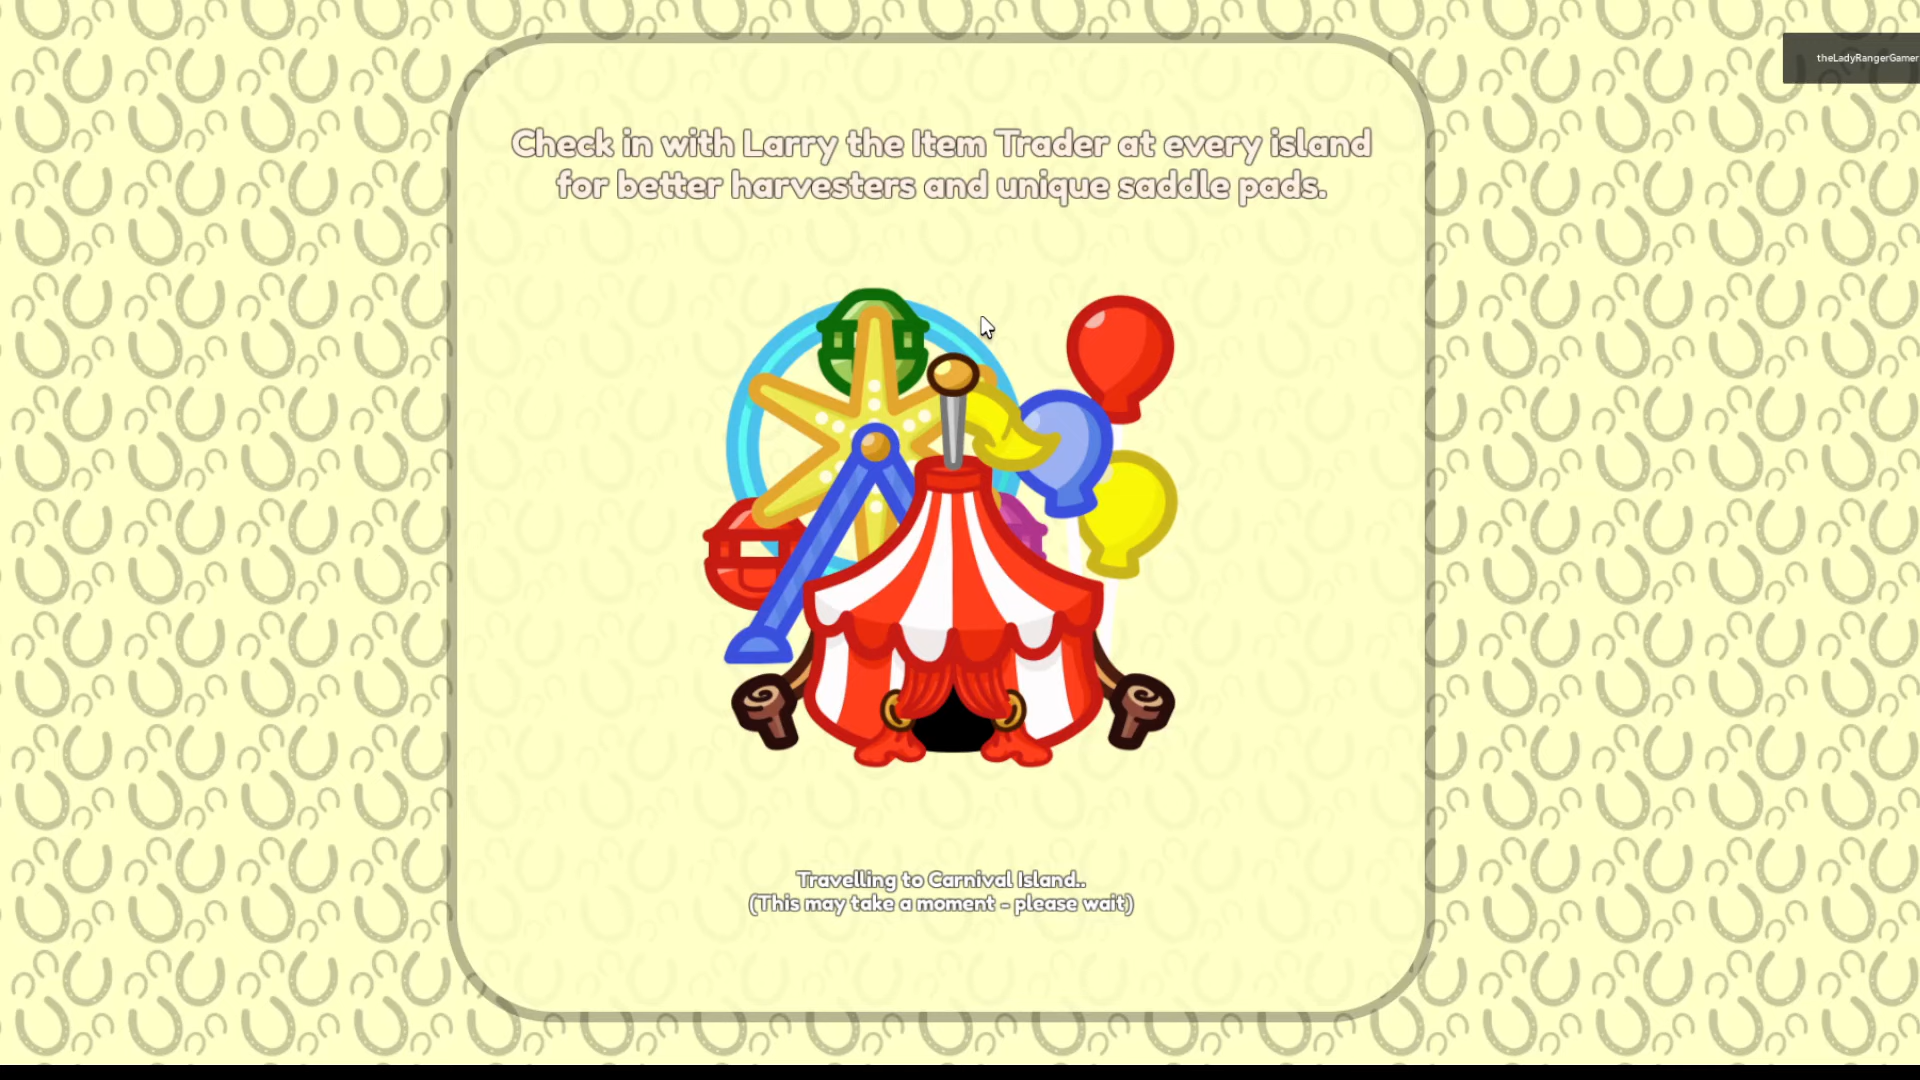 theLadyRangerGamer
Check in with Larry the Item Trader at every island
for better harvesters and unique saddle pads.
Travelling to Carnival Island..
(This may take a moment - please wait)